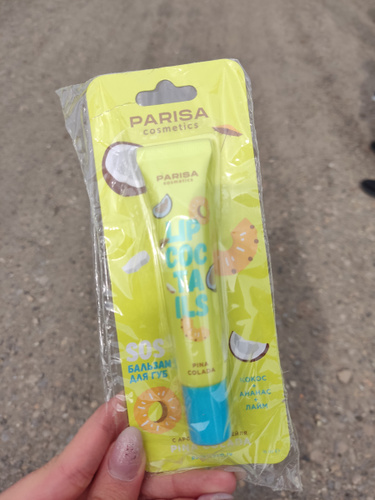 PARISA
cosmetics
PARISA
cosmetics
LIP
COC
TA
ILS
PINA
COLADA
SOS
БАЛЬЗАМ
ДЛЯ ГУБ
КОКОС
+
АНАНАС
+
ЛАЙМ